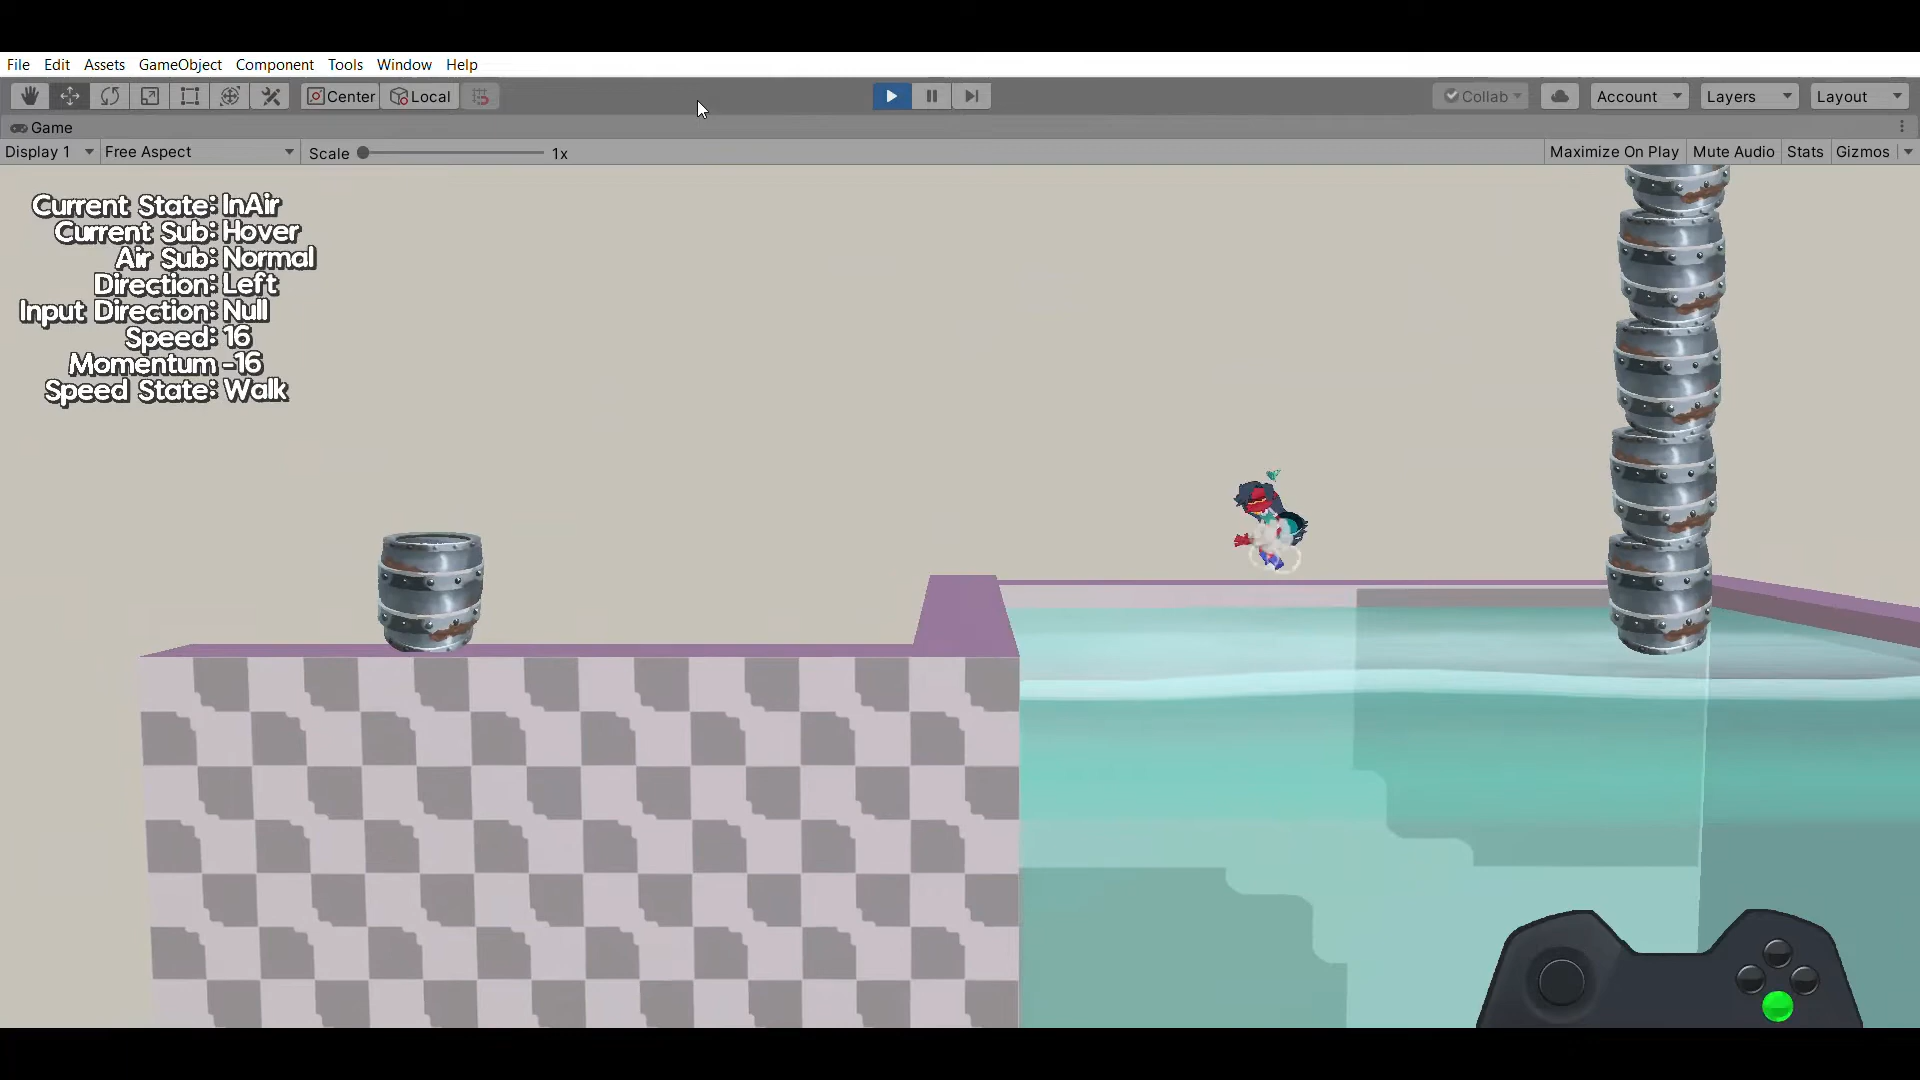 File Edit Assets GameObject Component Tools Window Help
Center Local Collab Account Layers Layout
Game
Display 1 Free Aspect Scale 1x Maximize On Play Mute Audio Stats Gizmos
Current State: InAir
Current Sub: Hover
Air Sub: Normal
Direction: Left
Input Direction: Null
Speed: 16
Momentum -16
Speed State: Walk